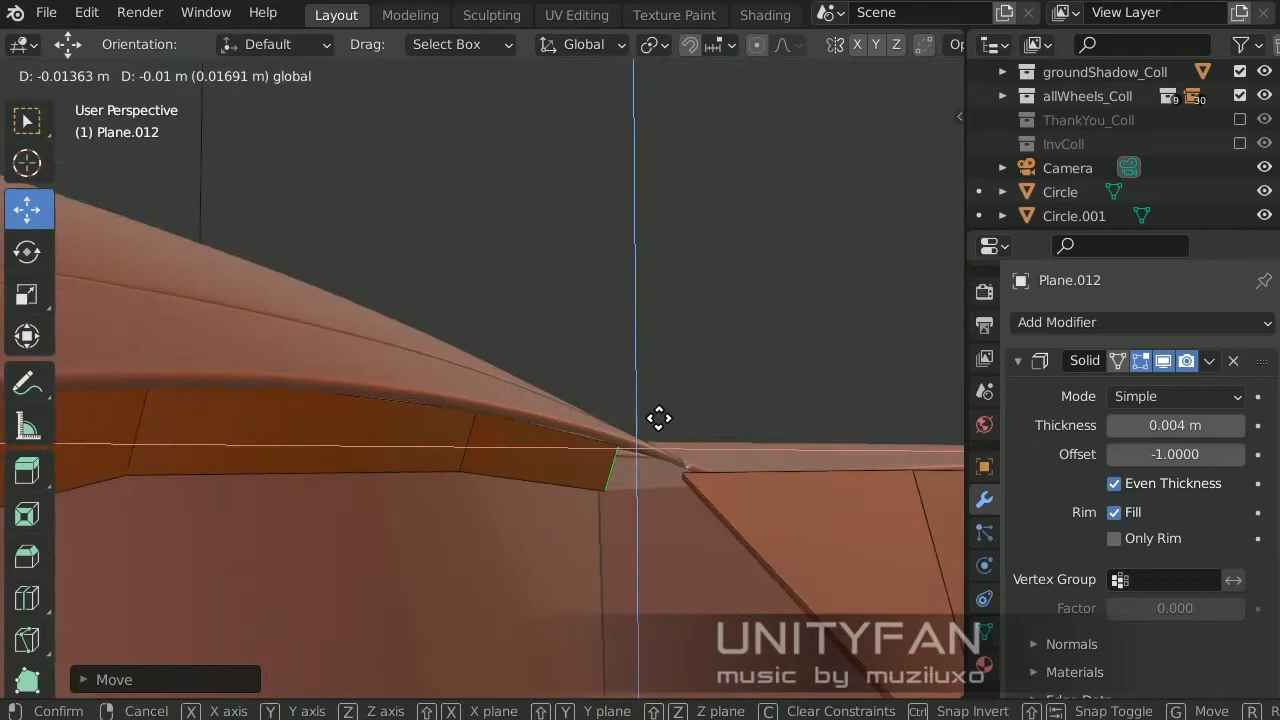 File Edit Render Window Help Layout Modeling Sculpting UV Editing Texture Paint Shading Scene View Layer
Orientation: Default Drag: Select Box Global X Y Z Op
D: -0.01363 m D: -0.01 m (0.01691 m) global
User Perspective
(1) Plane.012
groundShadow_Coll
allWheels_Coll 9 30
ThankYou_Coll
InvColl
Camera
Circle
Circle.001
Plane.012
Add Modifier
Solid
Mode Simple
Thickness 0.004 m
Offset -1.0000
Even Thickness
Rim Fill
Only Rim
Vertex Group
Factor 0.000
Normals
Materials
UNITYFAN
music by muziluxo
Move
Confirm Cancel X X axis Y Y axis Z Z axis X X plane Y Y plane Z Z plane C Clear Constraints Ctrl Snap Invert Snap Toggle G Move R R